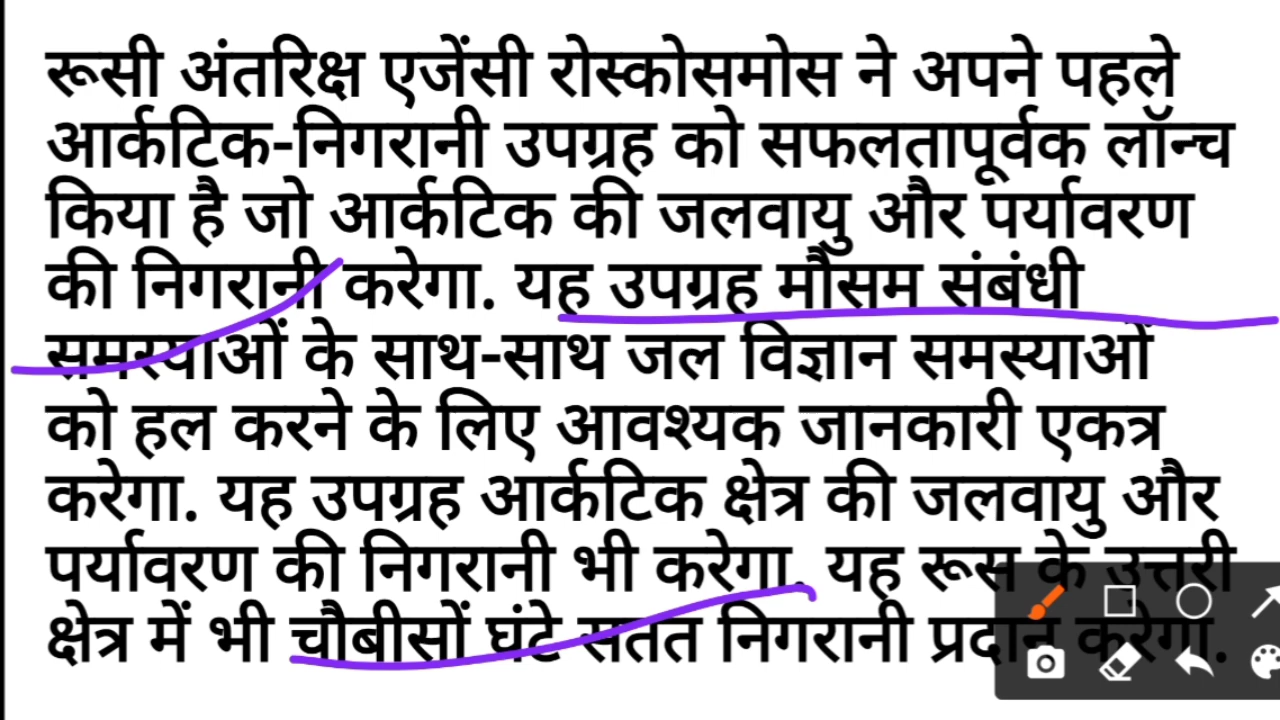 रूसी अंतरिक्ष एजेंसी रोस्कोसमोस ने अपने पहले
आर्कटिक-निगरानी उपग्रह को सफलतापूर्वक लॉन्च
किया है जो आर्कटिक की जलवायु और पर्यावरण
की निगरानी करेगा. यह उपग्रह मौसम संबंधी
समस्याओं के साथ-साथ जल विज्ञान समस्याओं
को हल करने के लिए आवश्यक जानकारी एकत्र
करेगा. यह उपग्रह आर्कटिक क्षेत्र की जलवायु और
पर्यावरण की निगरानी भी करेगा. यह रूस के उत्तरी
क्षेत्र में भी चौबीसों घंटे सतत निगरानी प्रदान करेगा.